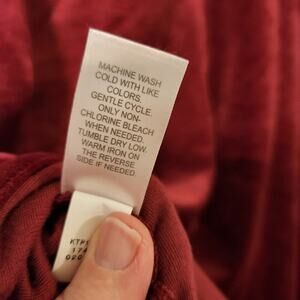 MACHINE WASH
COLD WITH LIKE
COLORS.
GENTLE CYCLE.
ONLY NON-
CHLORINE BLEACH
WHEN NEEDED.
TUMBLE DRY LOW.
WARM IRON ON
THE REVERSE
SIDE IF NEEDED.